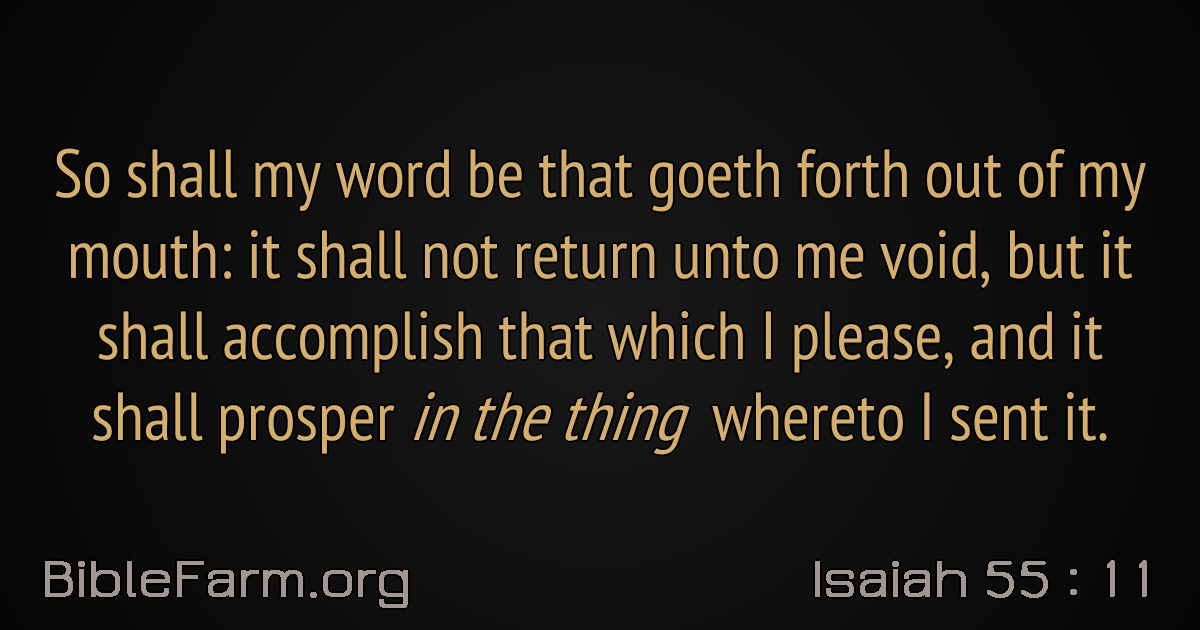 So shall my word be that goeth forth out of my
mouth: it shall not return unto me void, but it
shall accomplish that which I please, and it
shall prosper in the thing whereto I sent it.
BibleFarm.org
Isaiah 55 : 11